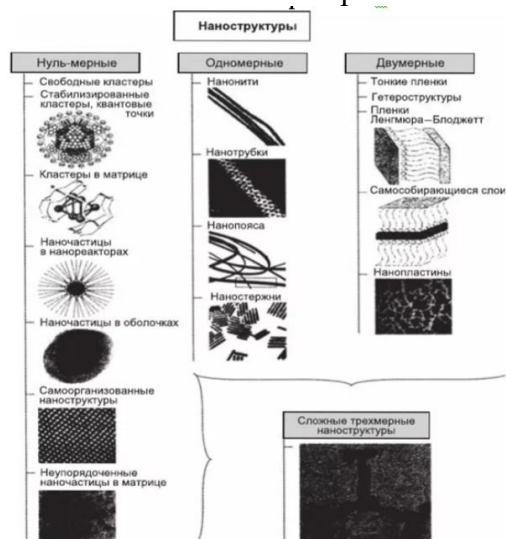 Наноструктуры
Нуль-мерные
Свободные кластеры
Стабилизированные
кластеры, квантовые
точки
Кластеры в матрице
Наночастицы
в нанореакторах
Наночастицы в оболочках
Самоорганизованные
наноструктуры
Неупорядоченные
наночастицы в матрице
Одномерные
Нанонити
Нанотрубки
Нанопояса
Наностержни
Двумерные
Тонкие пленки
Гетероструктуры
Пленки
Ленгмюра—Блоджетт
Самособирающиеся слои
Нанопластины
Сложные трехмерные
наноструктуры